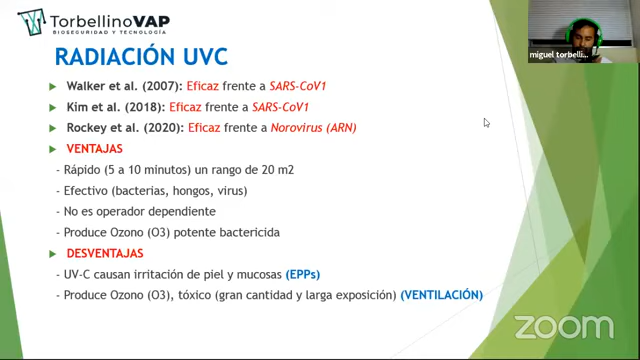 TorbellinoVAP
BIOSEGURIDAD Y TECNOLOGÍA
miguel torbelli...
RADIACIÓN UVC
Walker et al. (2007): Eficaz frente a SARS-CoV1
Kim et al. (2018): Eficaz frente a SARS-CoV1
Rockey et al. (2020): Eficaz frente a Norovirus (ARN)
VENTAJAS
- Rápido (5 a 10 minutos) un rango de 20 m2
- Efectivo (bacterias, hongos, virus)
- No es operador dependiente
- Produce Ozono (O3) potente bactericida
DESVENTAJAS
- UV-C causan irritación de piel y mucosas (EPPs)
- Produce Ozono (O3), tóxico (gran cantidad y larga exposición) (VENTILACIÓN)
zoom